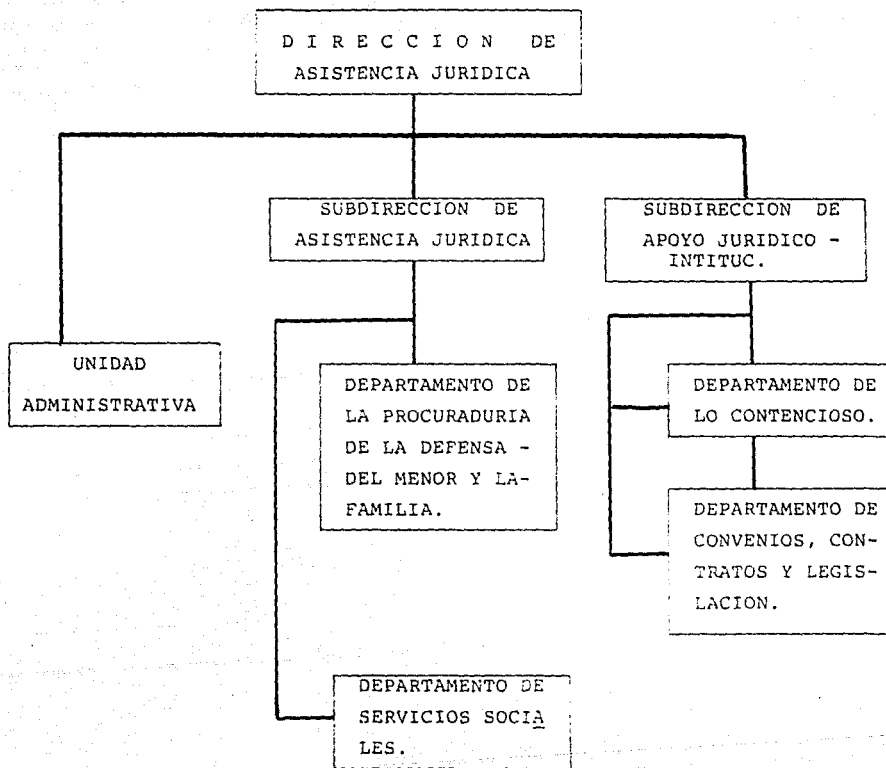 D I R E C C I O N DE
ASISTENCIA JURIDICA
SUBDIRECCION DE
ASISTENCIA JURIDICA
SUBDIRECCION DE
APOYO JURIDICO -
INTITUC.
UNIDAD
ADMINISTRATIVA
DEPARTAMENTO DE
LA PROCURADURIA
DE LA DEFENSA -
DEL MENOR Y LA-
FAMILIA.
DEPARTAMENTO DE
LO CONTENCIOSO.
DEPARTAMENTO DE
CONVENIOS, CON-
TRATOS Y LEGIS-
LACION.
DEPARTAMENTO DE
SERVICIOS SOCIA
LES.